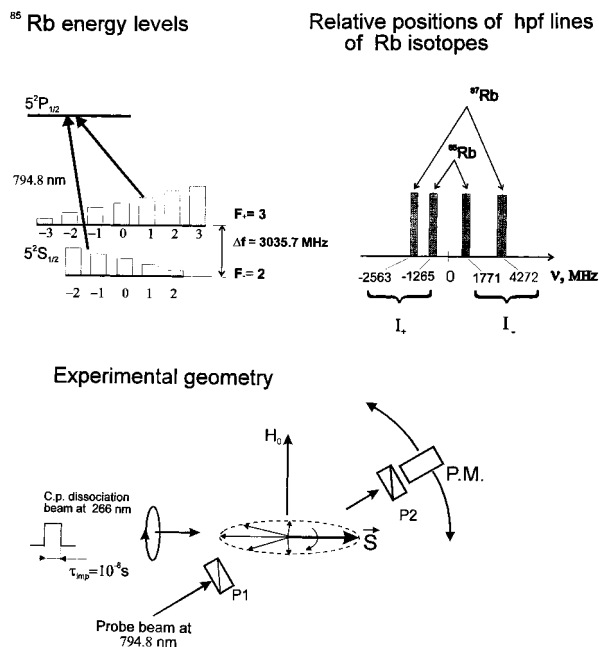 85 Rb energy levels
Relative positions of hpf lines
of Rb isotopes
5²P1/2
794.8 nm
-3 -2 -1 0 1 2 3
F+= 3
Δf = 3035.7 MHz
5²S1/2
F-= 2
-2 -1 0 1 2
87Rb
85Rb
-2563 -1265 0 1771 4272 ν, MHz
I+ I-
Experimental geometry
H0
C.p. dissociation
beam at 266 nm
τimp=10-8s
P.M.
P2
S
P1
Probe beam at
794.8 nm